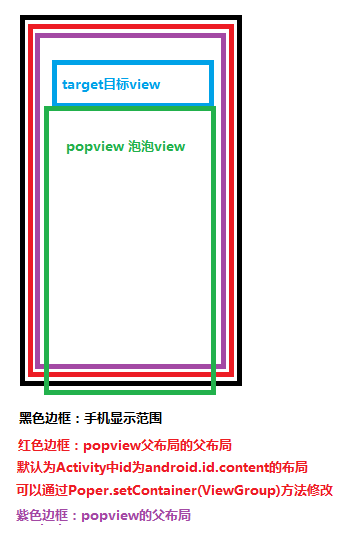 target目标view
popview 泡泡view
黑色边框：手机显示范围
红色边框：popview父布局的父布局
默认为Activity中id为android.id.content的布局
可以通过Poper.setContainer(ViewGroup)方法修改
紫色边框：popview的父布局